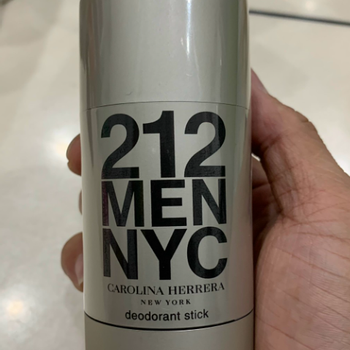 212
MEN
NYC
CAROLINA HERRERA
NEW YORK
deodorant stick